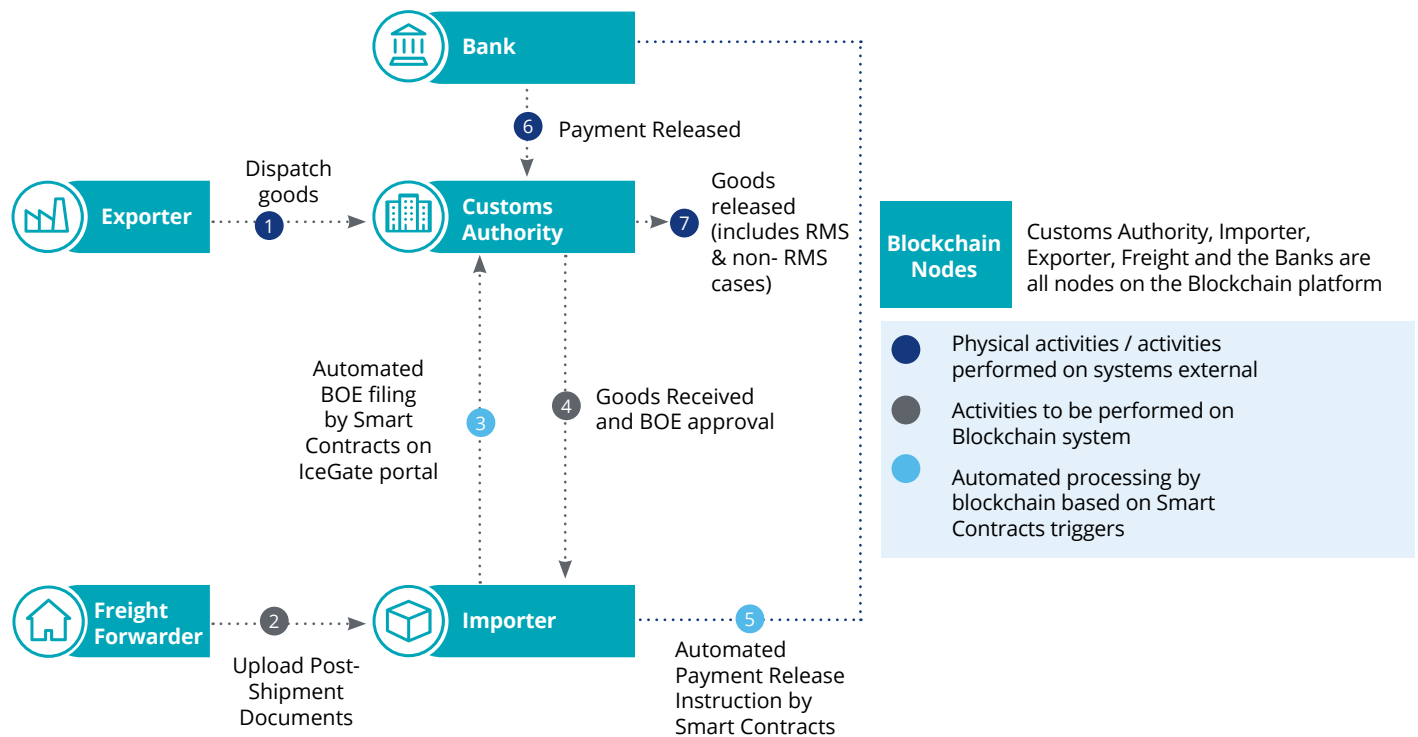 Bank
6
Payment Released
Dispatch
goods
Exporter
1
Customs
Authority
7
Goods
released
(includes RMS
& non- RMS
cases)
Blockchain
Nodes
Customs Authority, Importer,
Exporter, Freight and the Banks are
all nodes on the Blockchain platform
Physical activities / activities
performed on systems external
Activities to be performed on
Blockchain system
Automated processing by
blockchain based on Smart
Contracts triggers
Automated
BOE filing
by Smart
Contracts on
IceGate portal
3
4
Goods Received
and BOE approval
Freight
Forwarder
2
Upload Post-
Shipment
Documents
Importer
5
Automated
Payment Release
Instruction by
Smart Contracts